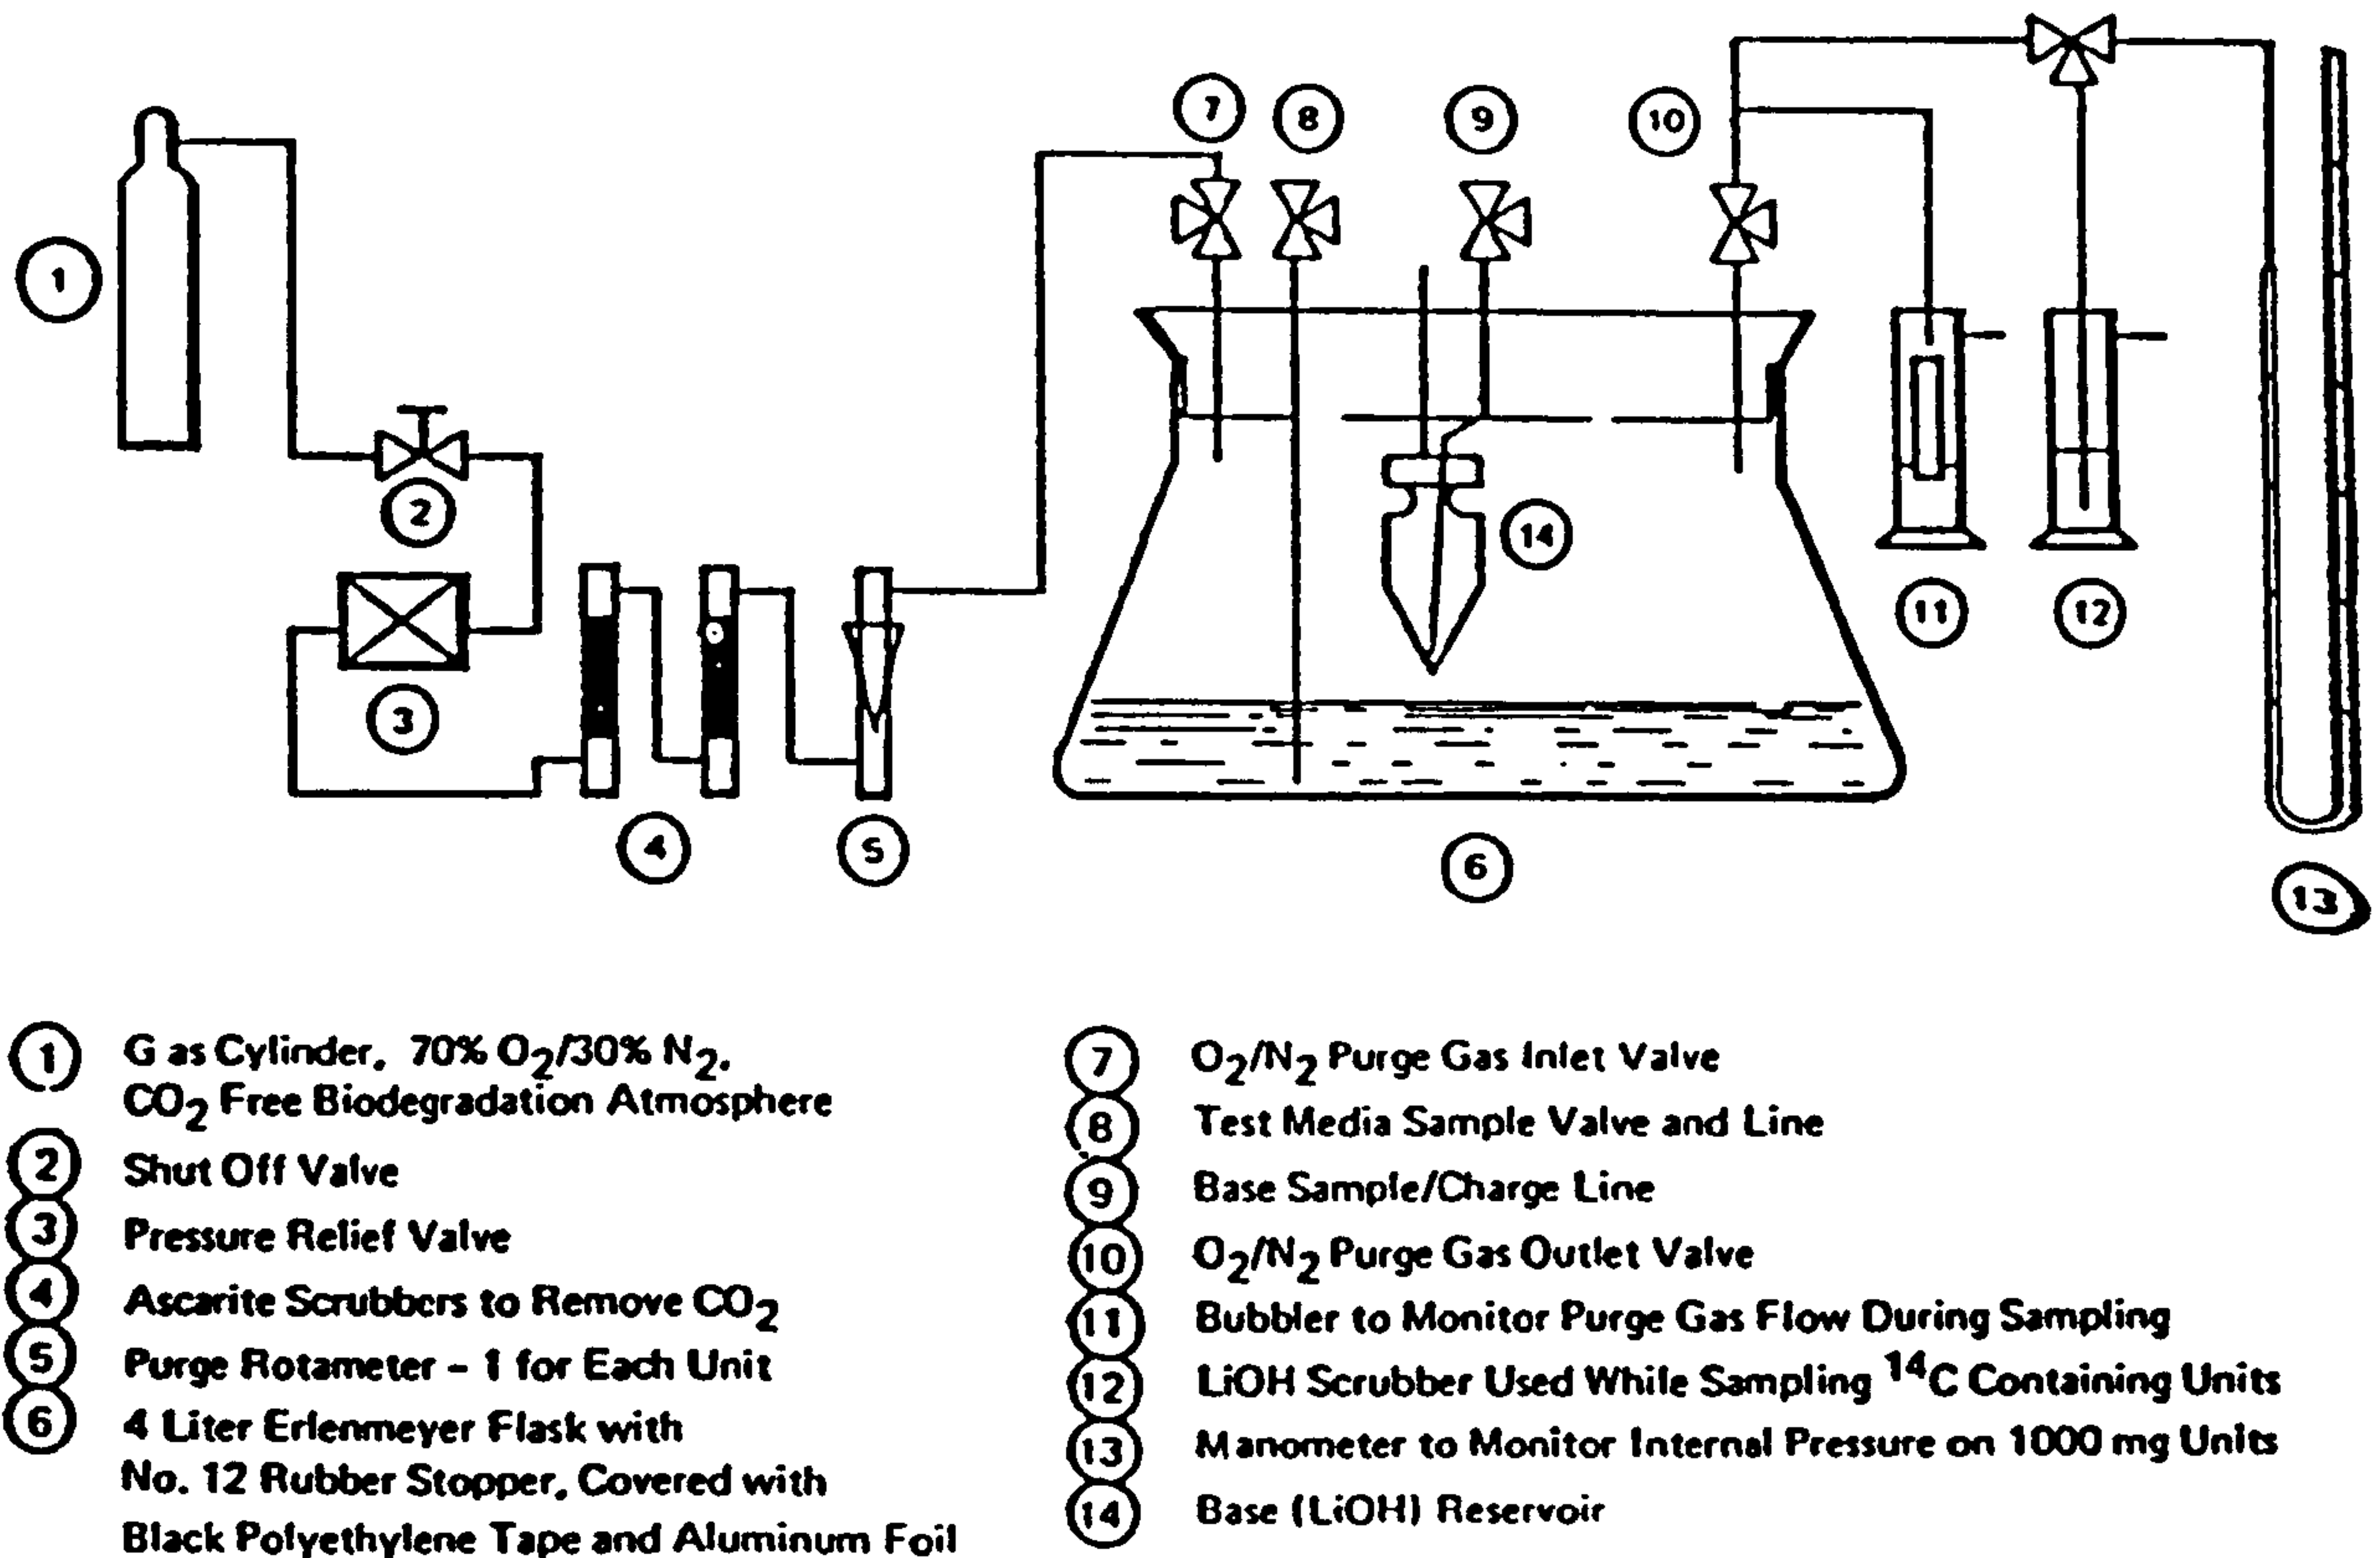 7
8
9
10
1
2
14
11
12
3
4
5
6
13
1 Gas Cylinder, 70% O2/30% N2,
CO2 Free Biodegradation Atmosphere
2 Shut Off Valve
3 Pressure Relief Valve
4 Ascarite Scrubbers to Remove CO2
5 Purge Rotameter – 1 for Each Unit
6 4 Liter Erlenmeyer Flask with
No. 12 Rubber Stopper, Covered with
Black Polyethylene Tape and Aluminum Foil
7 O2/N2 Purge Gas Inlet Valve
8 Test Media Sample Valve and Line
9 Base Sample/Charge Line
10 O2/N2 Purge Gas Outlet Valve
11 Bubbler to Monitor Purge Gas Flow During Sampling
12 LiOH Scrubber Used While Sampling 14C Containing Units
13 Manometer to Monitor Internal Pressure on 1000 mg Units
14 Base (LiOH) Reservoir